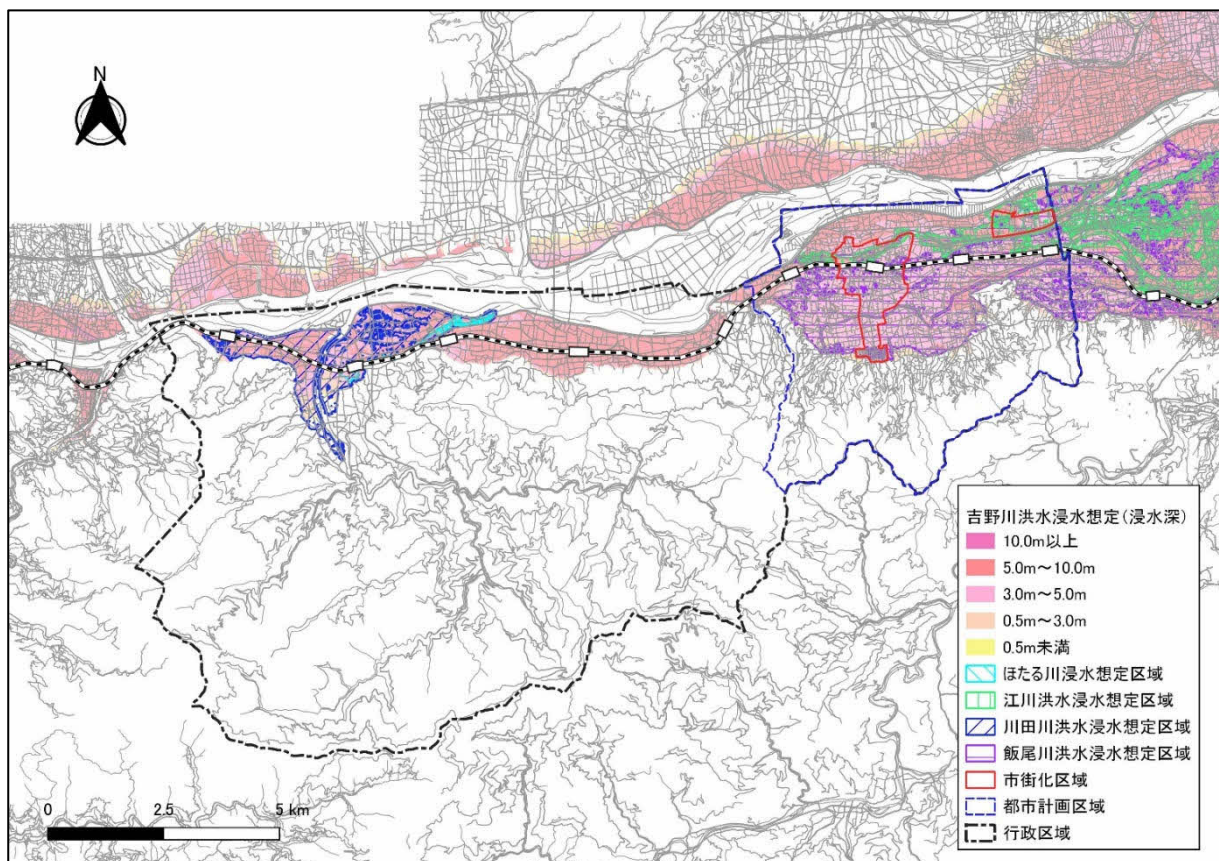 N
吉野川洪水浸水想定(浸水深)
10.0m以上
5.0m～10.0m
3.0m～5.0m
0.5m～3.0m
0.5m未満
ほたる川浸水想定区域
江川洪水浸水想定区域
川田川洪水浸水想定区域
飯尾川洪水浸水想定区域
市街化区域
都市計画区域
行政区域
0 2.5 5 km